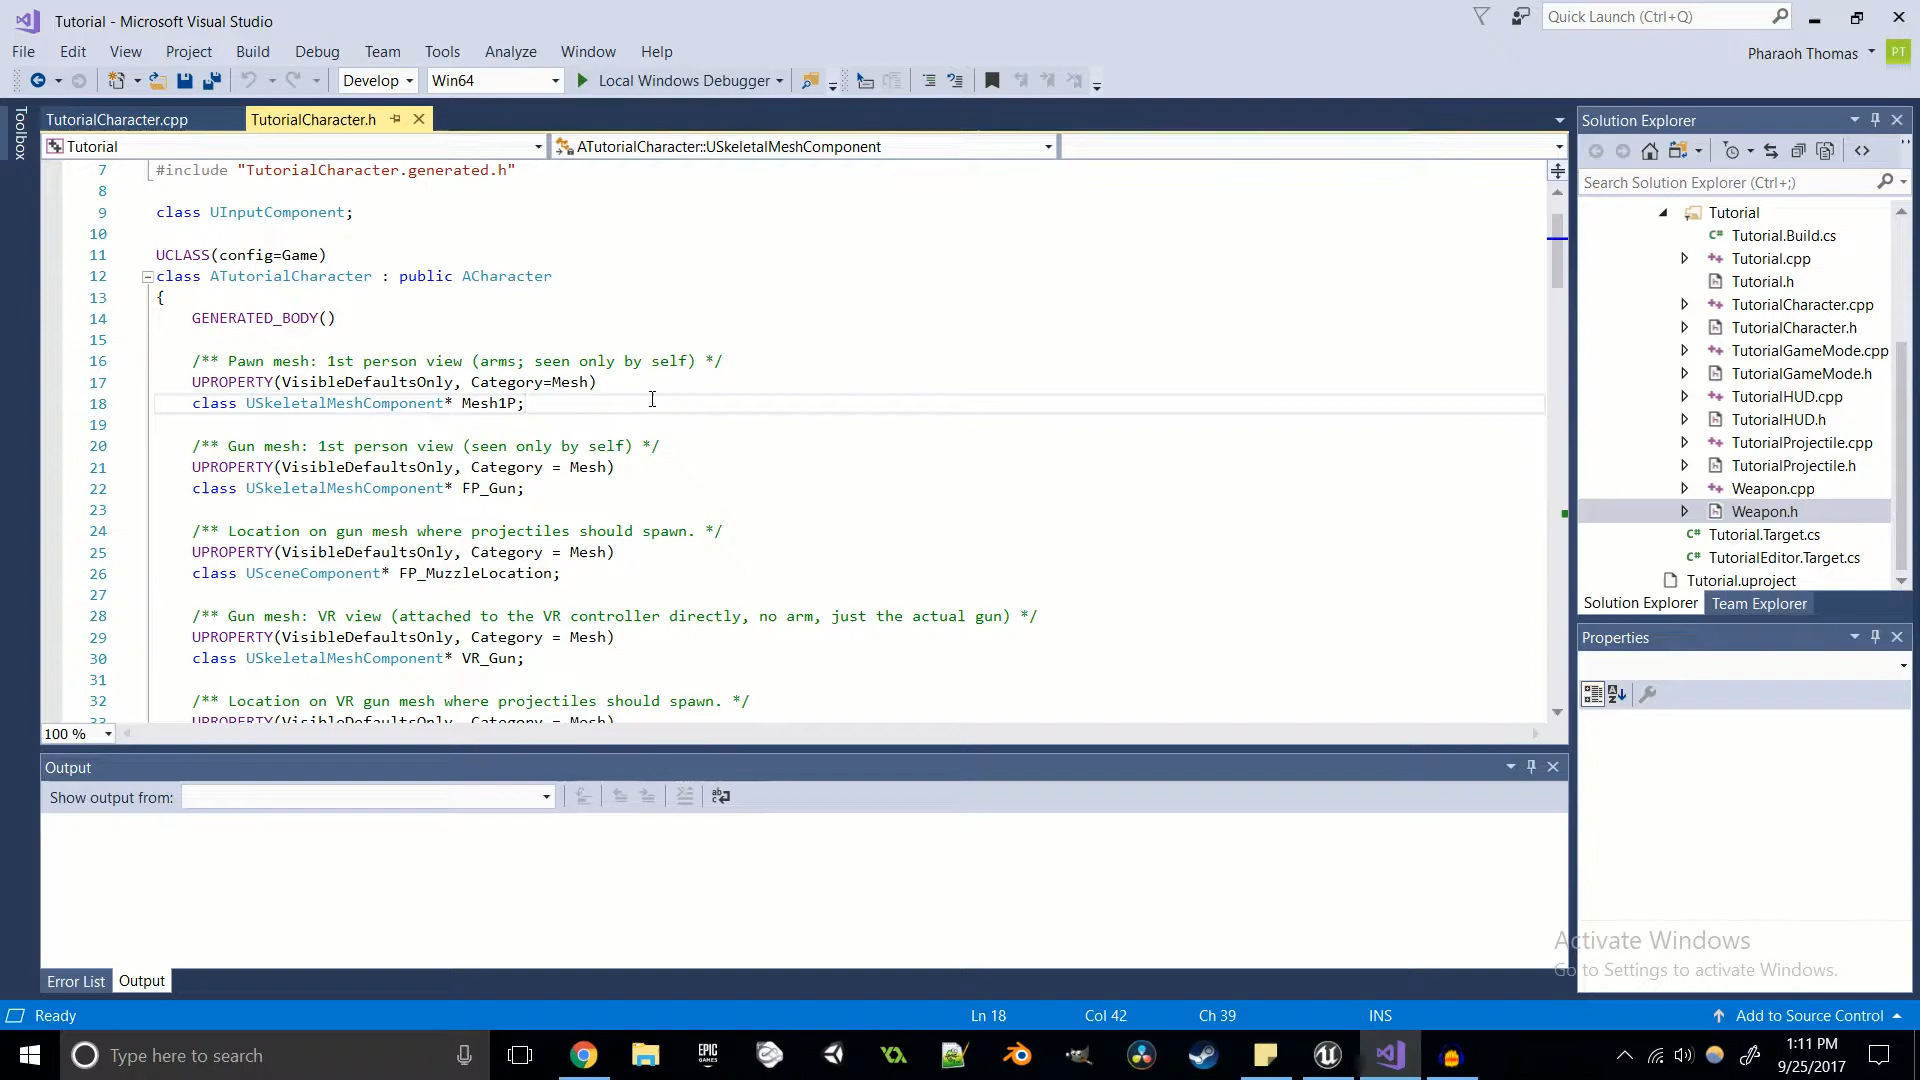 Tutorial - Microsoft Visual Studio
Quick Launch (Ctrl+Q)
File Edit View Project Build Debug Team Tools Analyze Window Help
Pharaoh Thomas PT
Develop Win64 Local Windows Debugger
Toolbox
TutorialCharacter.cpp TutorialCharacter.h
Tutorial ATutorialCharacter::USkeletalMeshComponent
7 #include "TutorialCharacter.generated.h"
8
9 class UInputComponent;
10
11 UCLASS(config=Game)
12 class ATutorialCharacter : public ACharacter
13 {
14 GENERATED_BODY()
15
16 /** Pawn mesh: 1st person view (arms; seen only by self) */
17 UPROPERTY(VisibleDefaultsOnly, Category=Mesh)
18 class USkeletalMeshComponent* Mesh1P;
19
20 /** Gun mesh: 1st person view (seen only by self) */
21 UPROPERTY(VisibleDefaultsOnly, Category = Mesh)
22 class USkeletalMeshComponent* FP_Gun;
23
24 /** Location on gun mesh where projectiles should spawn. */
25 UPROPERTY(VisibleDefaultsOnly, Category = Mesh)
26 class USceneComponent* FP_MuzzleLocation;
27
28 /** Gun mesh: VR view (attached to the VR controller directly, no arm, just the actual gun) */
29 UPROPERTY(VisibleDefaultsOnly, Category = Mesh)
30 class USkeletalMeshComponent* VR_Gun;
31
32 /** Location on VR gun mesh where projectiles should spawn. */
33 UPROPERTY(VisibleDefaultsOnly, Category = Mesh)
100 %
Output
Show output from:
Error List Output
Solution Explorer
Search Solution Explorer (Ctrl+;)
Tutorial
Tutorial.Build.cs
Tutorial.cpp
Tutorial.h
TutorialCharacter.cpp
TutorialCharacter.h
TutorialGameMode.cpp
TutorialGameMode.h
TutorialHUD.cpp
TutorialHUD.h
TutorialProjectile.cpp
TutorialProjectile.h
Weapon.cpp
Weapon.h
Tutorial.Target.cs
TutorialEditor.Target.cs
Tutorial.uproject
Solution Explorer Team Explorer
Properties
Activate Windows
Go to Settings to activate Windows.
Ready Ln 18 Col 42 Ch 39 INS Add to Source Control
Type here to search
EPIC GAMES
1:11 PM
9/25/2017